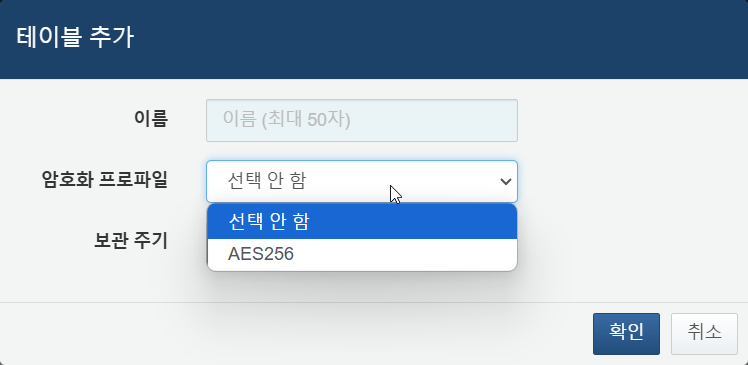 테이블 추가
이름
이름 (최대 50자)
암호화 프로파일
선택 안 함
선택 안 함
AES256
보관 주기
확인
취소